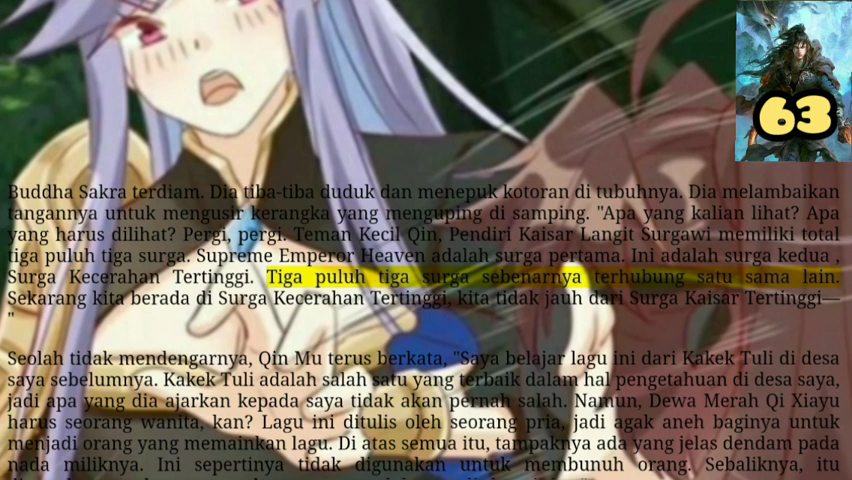 63
Buddha Sakra terdiam. Dia tiba-tiba duduk dan menepuk kotoran di tubuhnya. Dia melambaikan
tangannya untuk mengusir kerangka yang menguping di samping. "Apa yang kalian lihat? Apa
yang harus dilihat? Pergi, pergi. Teman Kecil Qin, Pendiri Kaisar Langit Surgawi memiliki total
tiga puluh tiga surga. Supreme Emperor Heaven adalah surga pertama. Ini adalah surga kedua ,
Surga Kecerahan Tertinggi. Tiga puluh tiga surga sebenarnya terhubung satu sama lain.
Sekarang kita berada di Surga Kecerahan Tertinggi, kita tidak jauh dari Surga Kaisar Tertinggi—
"
Seolah tidak mendengarnya, Qin Mu terus berkata, "Saya belajar lagu ini dari Kakek Tuli di desa
saya sebelumnya. Kakek Tuli adalah salah satu yang terbaik dalam hal pengetahuan di desa saya,
jadi apa yang dia ajarkan kepada saya tidak akan pernah salah. Namun, Dewa Merah Qi Xiayu
harus seorang wanita, kan? Lagu ini ditulis oleh seorang pria, jadi agak aneh baginya untuk
menjadi orang yang memainkan lagu. Di atas semua itu, tampaknya ada yang jelas dendam pada
nada miliknya. Ini sepertinya tidak digunakan untuk membunuh orang. Sebaliknya, itu